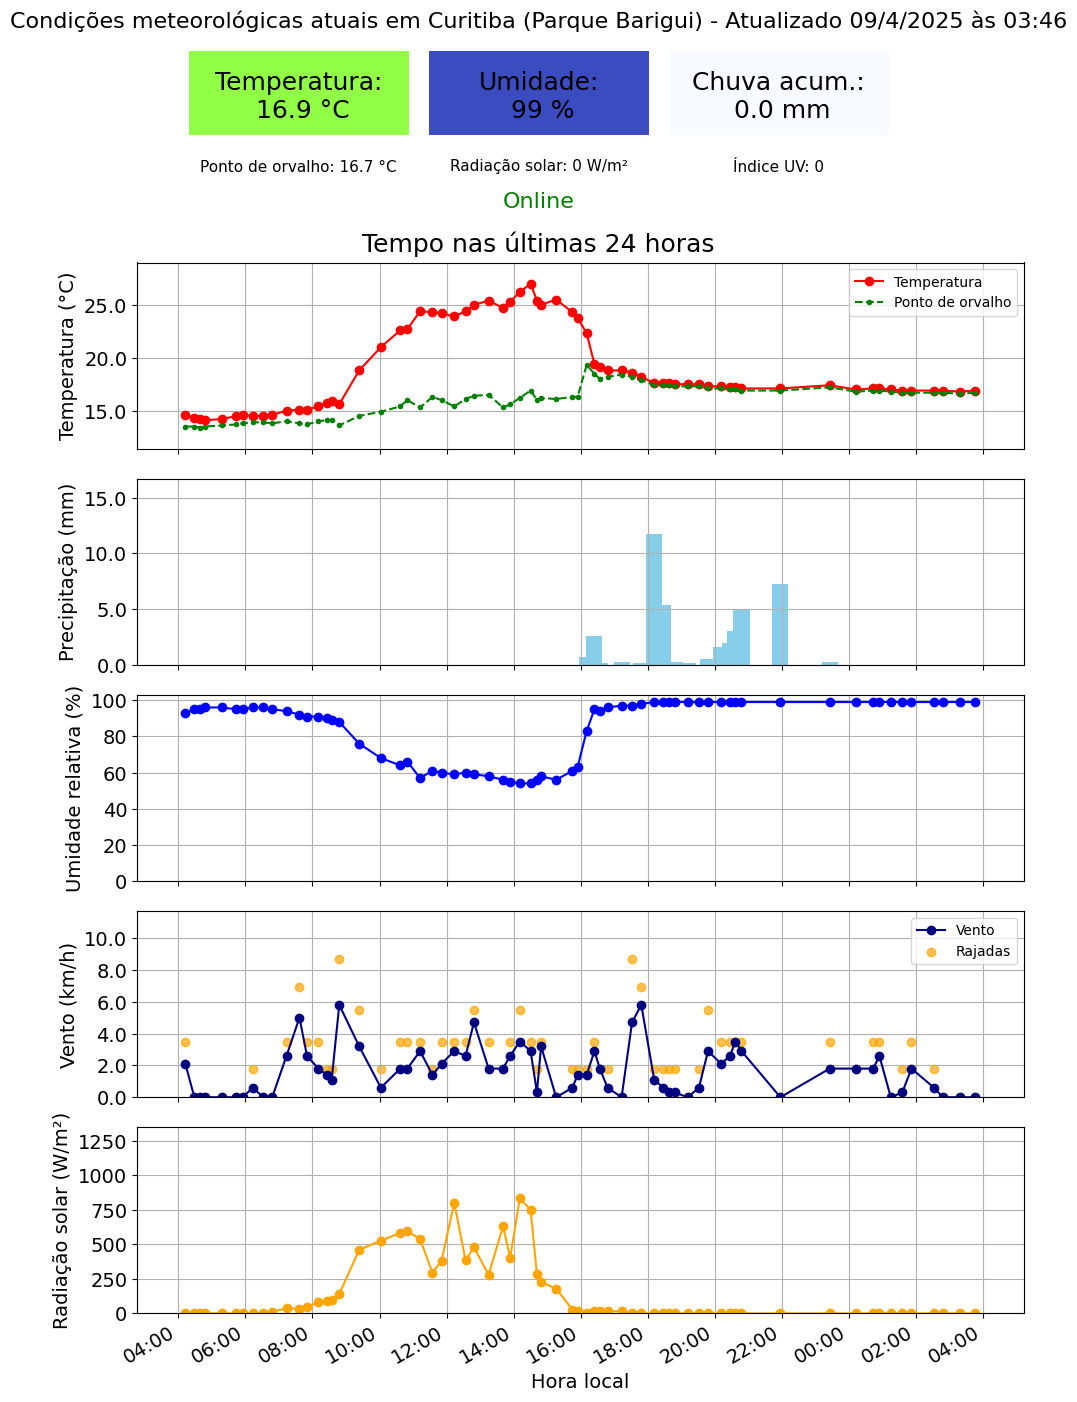 Condições meteorológicas atuais em Curitiba (Parque Barigui) - Atualizado 09/4/2025 às 03:46
Temperatura:
16.9 °C
Umidade:
99 %
Chuva acum.:
0.0 mm
Ponto de orvalho: 16.7 °C
Radiação solar: 0 W/m²
Índice UV: 0
Online
Tempo nas últimas 24 horas
Temperatura (°C)
25.0
20.0
15.0
Temperatura
Ponto de orvalho
Precipitação (mm)
15.0
10.0
5.0
0.0
Umidade relativa (%)
100
80
60
40
20
0
Vento (km/h)
10.0
8.0
6.0
4.0
2.0
0.0
Vento
Rajadas
Radiação solar (W/m²)
1250
1000
750
500
250
0
04:00
06:00
08:00
10:00
12:00
14:00
16:00
18:00
20:00
22:00
00:00
02:00
04:00
Hora local